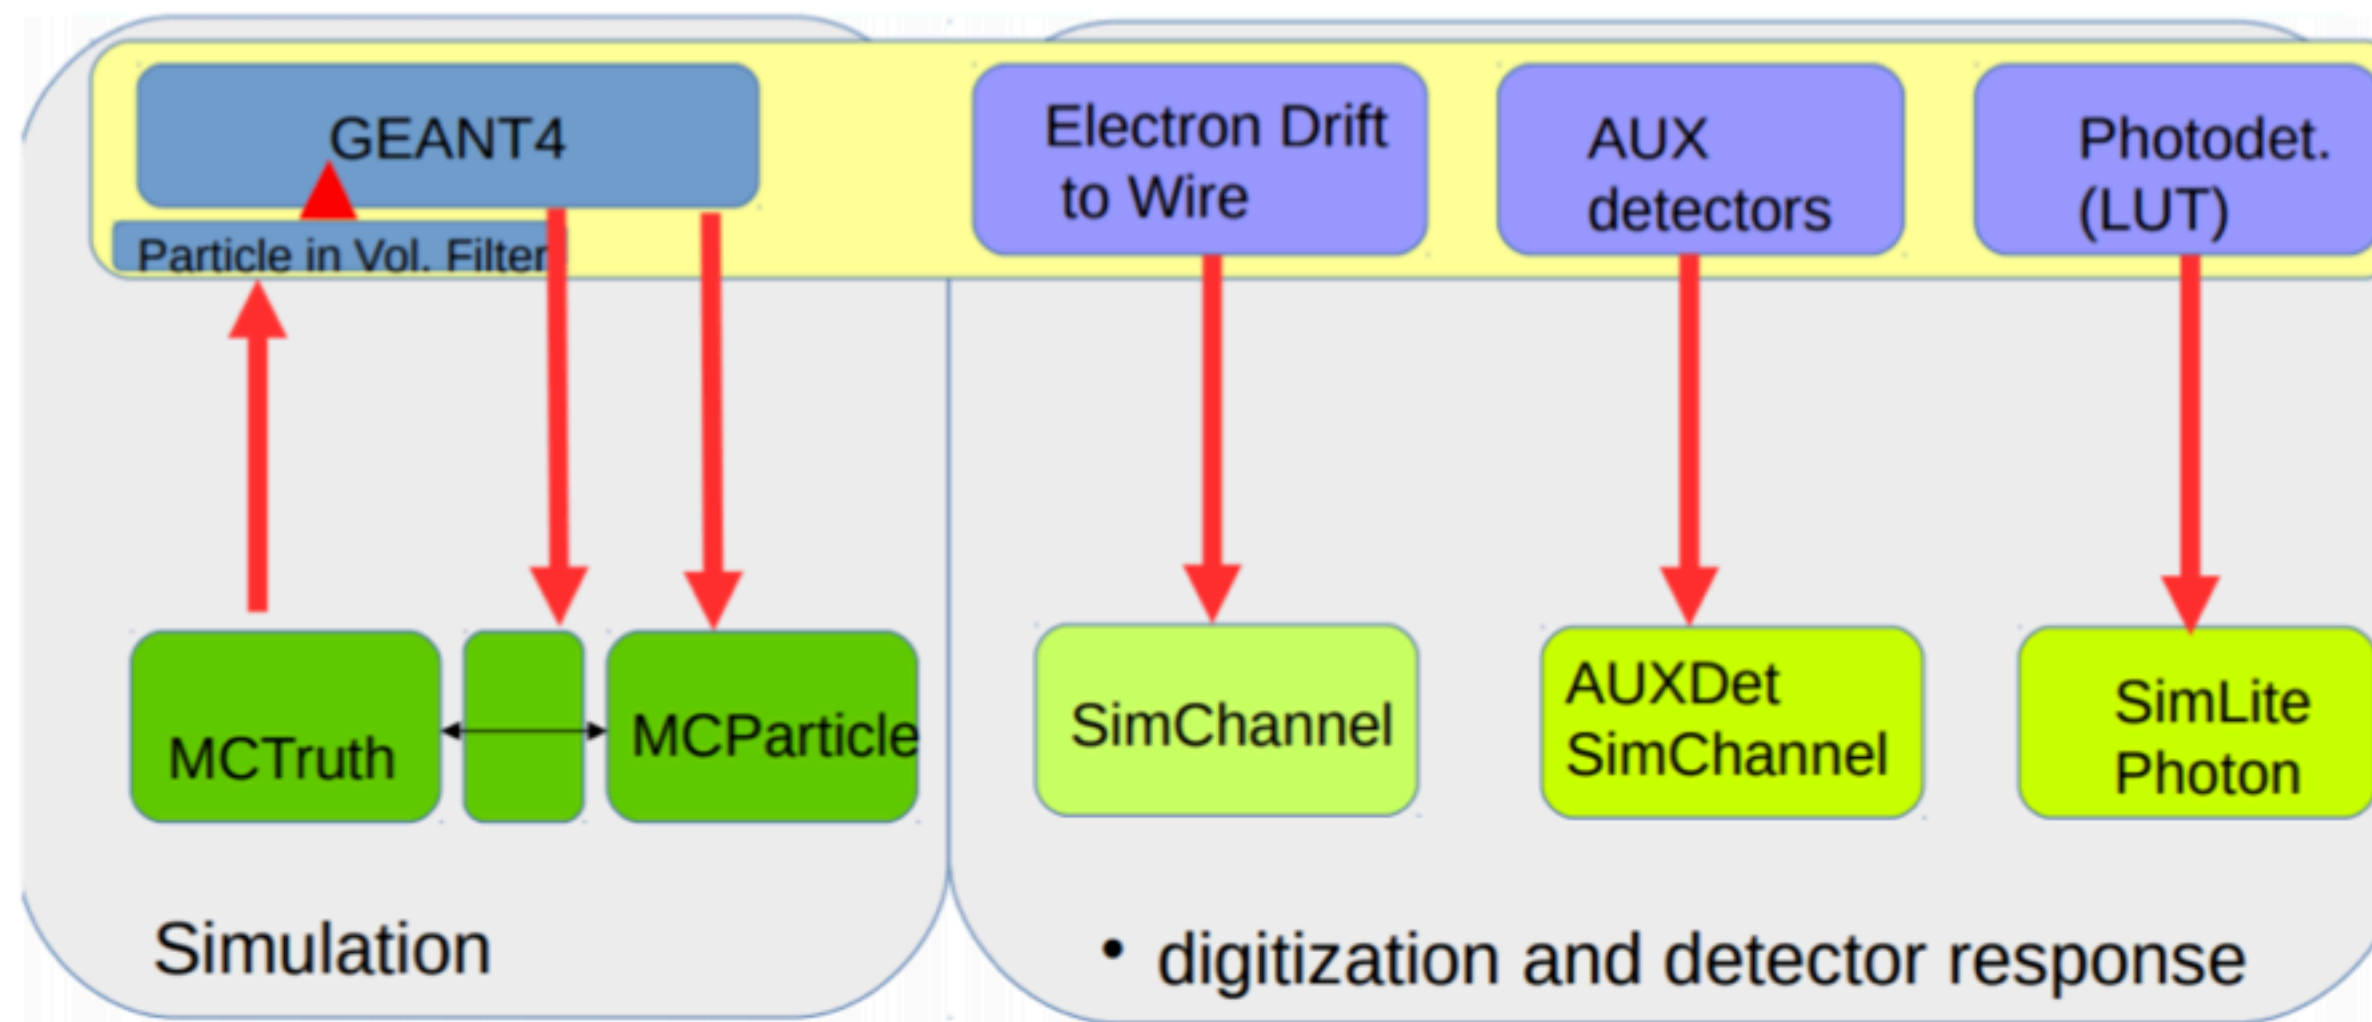 GEANT4
Particle in Vol. Filter
Electron Drift
to Wire
AUX
detectors
Photodet.
(LUT)
MCTruth
MCParticle
SimChannel
AUXDet
SimChannel
SimLite
Photon
Simulation
• digitization and detector response